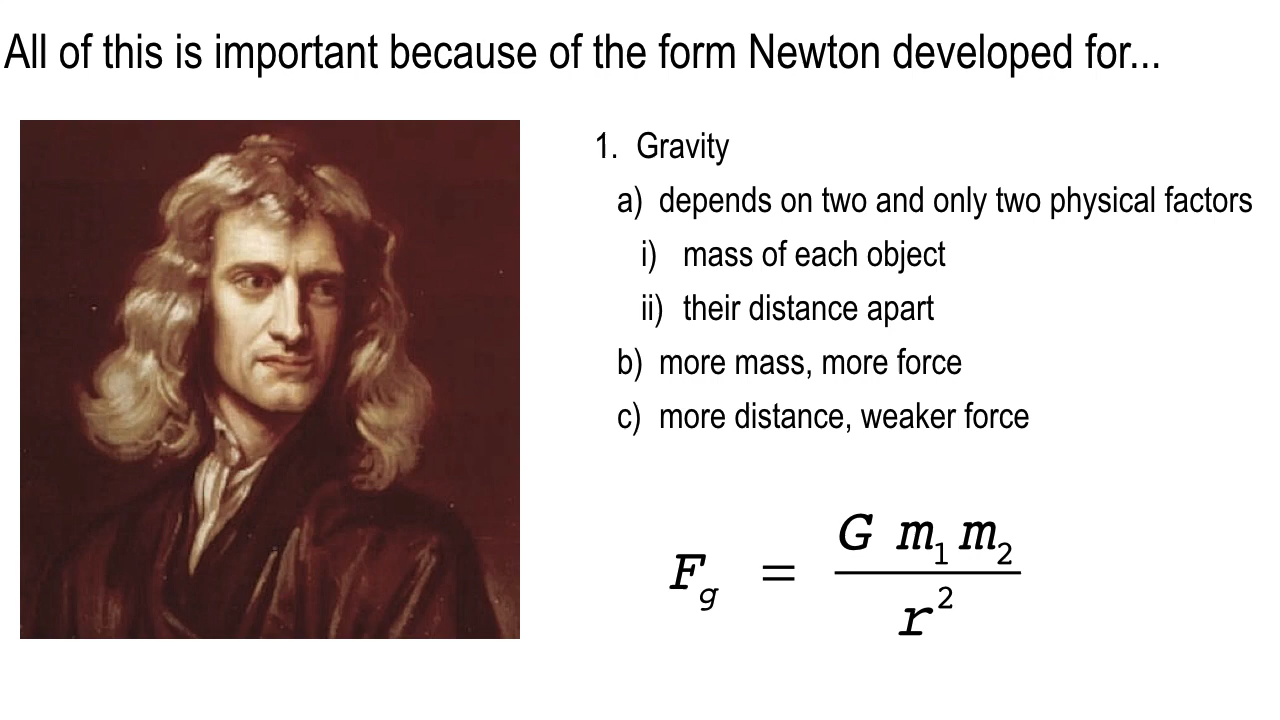 All of this is important because of the form Newton developed for...
1. Gravity
a) depends on two and only two physical factors
i) mass of each object
ii) their distance apart
b) more mass, more force
c) more distance, weaker force
F_g = \frac{G m_1 m_2}{r^2}